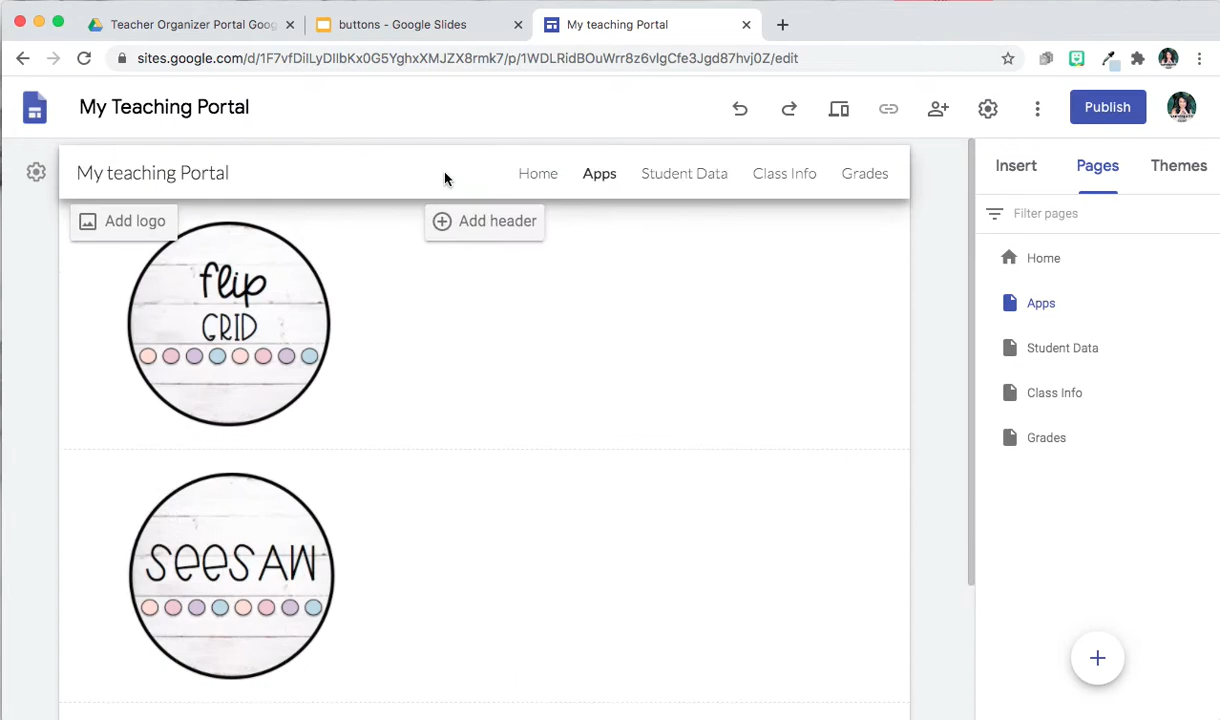 Teacher Organizer Portal Goog
buttons - Google Slides
My teaching Portal
sites.google.com/d/1F7vfDiILyDIIbKx0G5YghxXMJZX8rmk7/p/1WDLRidBOuWrr8z6vlgCfe3Jgd87hvj0Z/edit
My Teaching Portal
Publish
My teaching Portal
Home
Apps
Student Data
Class Info
Grades
Insert
Pages
Themes
Add logo
Add header
Filter pages
Home
Apps
Student Data
Class Info
Grades
flip
GRID
SEESAW